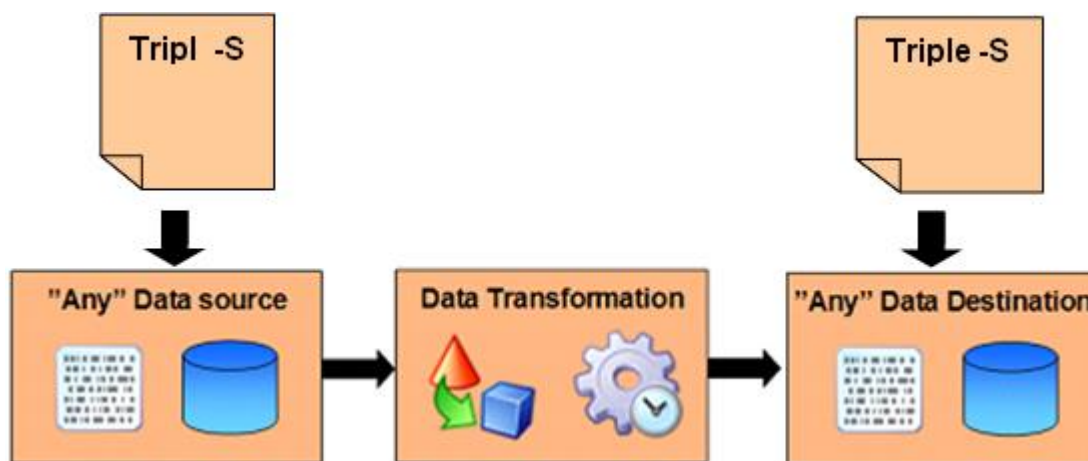 Tripl -S
Triple -S
”Any” Data source
Data Transformation
”Any” Data Destination